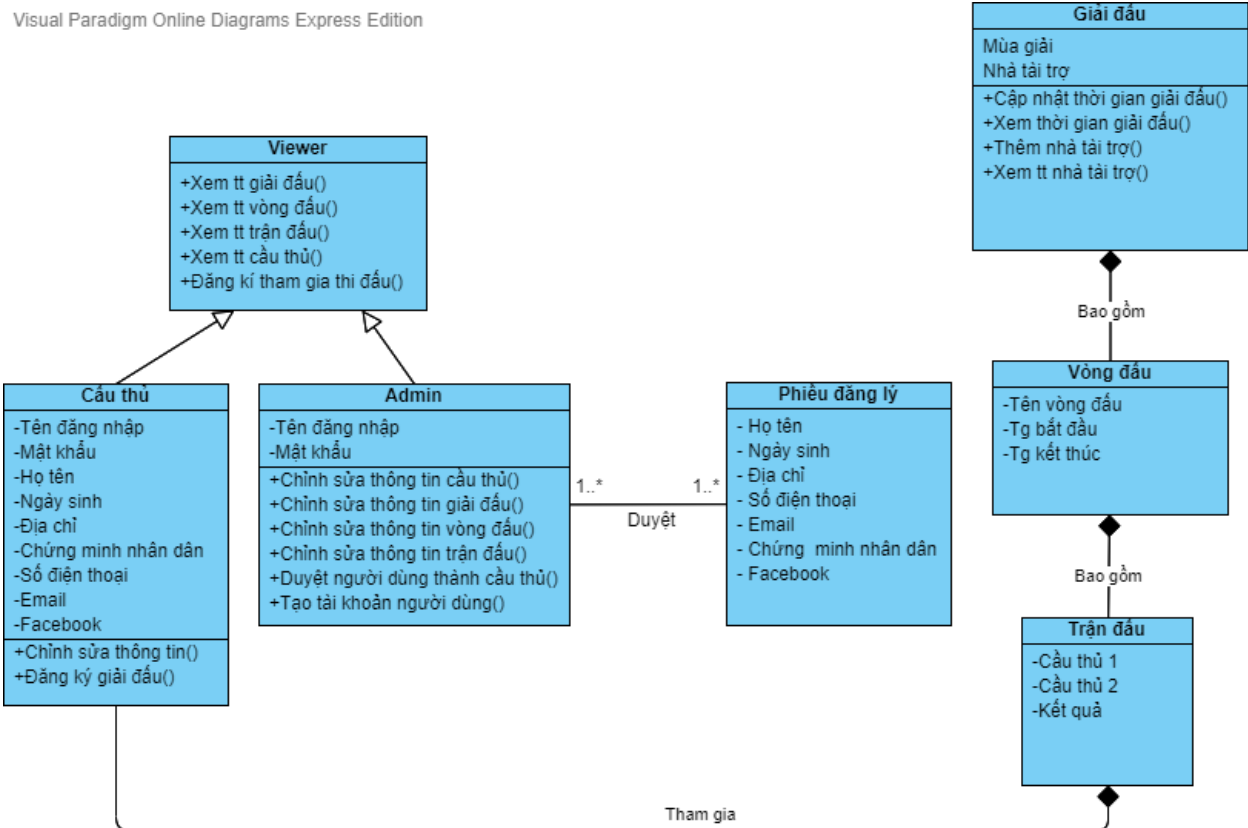 Visual Paradigm Online Diagrams Express Edition
Giải đấu
Mùa giải
Nhà tài trợ
+Cập nhật thời gian giải đấu()
+Xem thời gian giải đấu()
+Thêm nhà tài trợ()
+Xem tt nhà tài trợ()
Viewer
+Xem tt giải đấu()
+Xem tt vòng đấu()
+Xem tt trận đấu()
+Xem tt cầu thủ()
+Đăng kí tham gia thi đấu()
Bao gồm
Cầu thủ
-Tên đăng nhập
-Mật khẩu
-Họ tên
-Ngày sinh
-Địa chỉ
-Chứng minh nhân dân
-Số điện thoại
-Email
-Facebook
+Chỉnh sửa thông tin()
+Đăng ký giải đấu()
Admin
-Tên đăng nhập
-Mật khẩu
+Chỉnh sửa thông tin cầu thủ()
+Chỉnh sửa thông tin giải đấu()
+Chỉnh sửa thông tin vòng đấu()
+Chỉnh sửa thông tin trận đấu()
+Duyệt người dùng thành cầu thủ()
+Tạo tài khoản người dùng()
1..*
1..*
Duyệt
Phiếu đăng lý
- Họ tên
- Ngày sinh
- Địa chỉ
- Số điện thoại
- Email
- Chứng minh nhân dân
- Facebook
Vòng đấu
-Tên vòng đấu
-Tg bắt đầu
-Tg kết thúc
Bao gồm
Trận đấu
-Cầu thủ 1
-Cầu thủ 2
-Kết quả
Tham gia